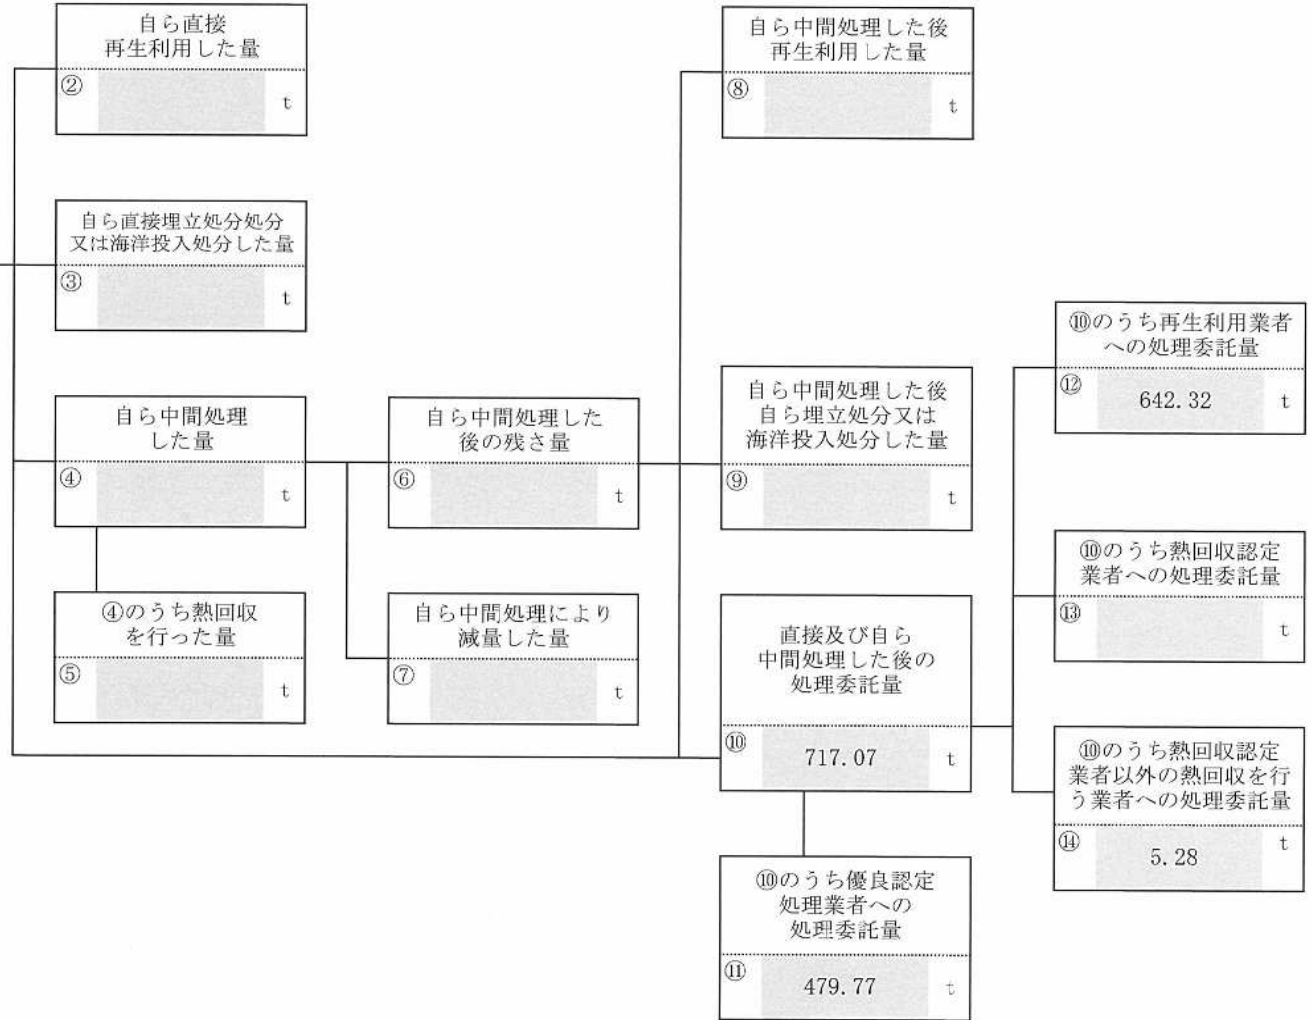 自ら直接
再生利用した量
② t
自ら中間処理した後
再生利用した量
⑧ t
自ら直接埋立処分処分
又は海洋投入処分した量
③ t
⑩のうち再生利用業者
への処理委託量
⑫ 642.32 t
自ら中間処理
した量
④ t
自ら中間処理した
後の残さ量
⑥ t
自ら中間処理した後
自ら埋立処分又は
海洋投入処分した量
⑨ t
⑩のうち熱回収認定
業者への処理委託量
⑬ t
④のうち熱回収
を行った量
⑤ t
自ら中間処理により
減量した量
⑦ t
直接及び自ら
中間処理した後の
処理委託量
⑩ 717.07 t
⑩のうち熱回収認定
業者以外の熱回収を行
う業者への処理委託量
⑭ 5.28 t
⑩のうち優良認定
処理業者への
処理委託量
⑪ 479.77 t